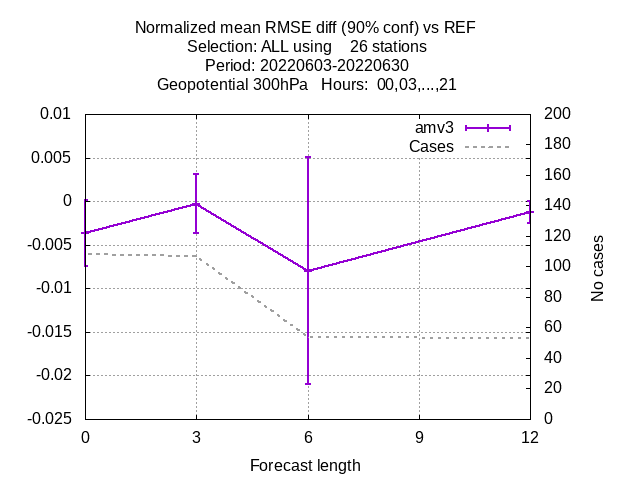 Normalized mean RMSE diff (90% conf) vs REF
Selection: ALL using    26 stations
Period: 20220603-20220630
Geopotential 300hPa   Hours:  00,03,...,21
amv3
Cases
0.01
0.005
0
-0.005
-0.01
-0.015
-0.02
-0.025
200
180
160
140
120
100
80
60
40
20
0
No cases
0 3 6 9 12
Forecast length